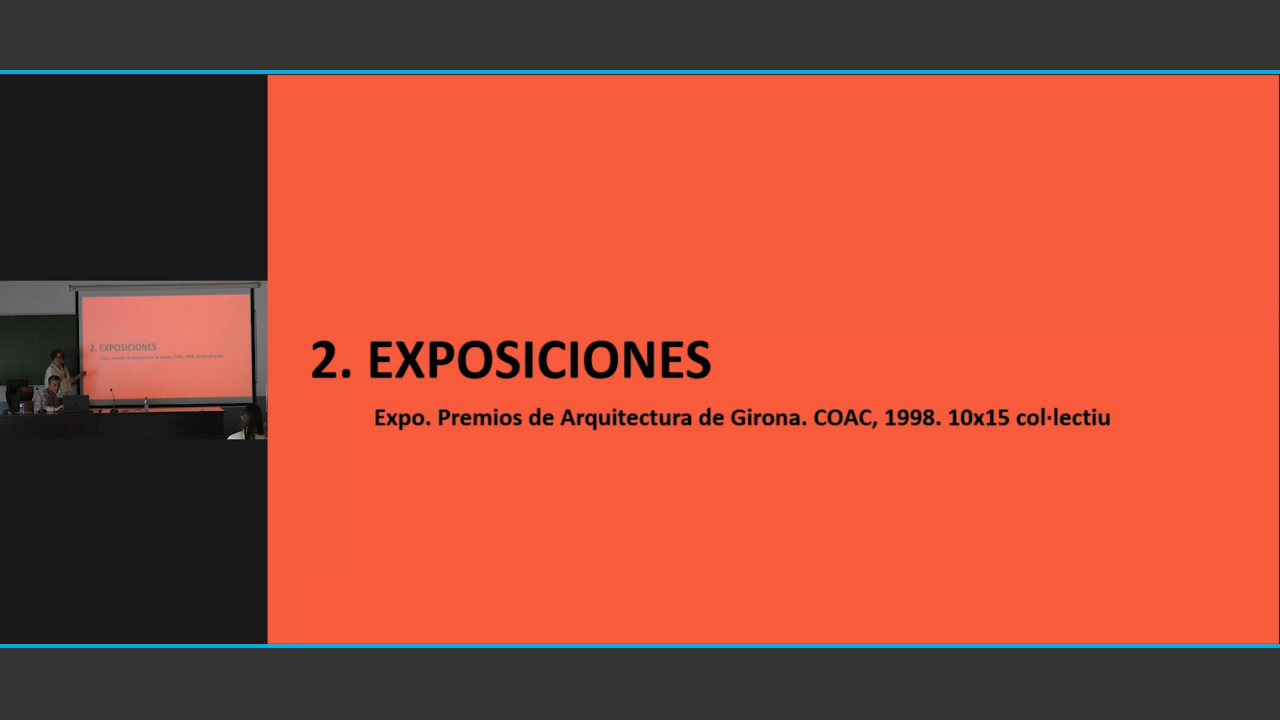 2. EXPOSICIONES
Expo. Premios de Arquitectura de Girona. COAC, 1998. 10x15 col·lectiu
2. EXPOSICIONES